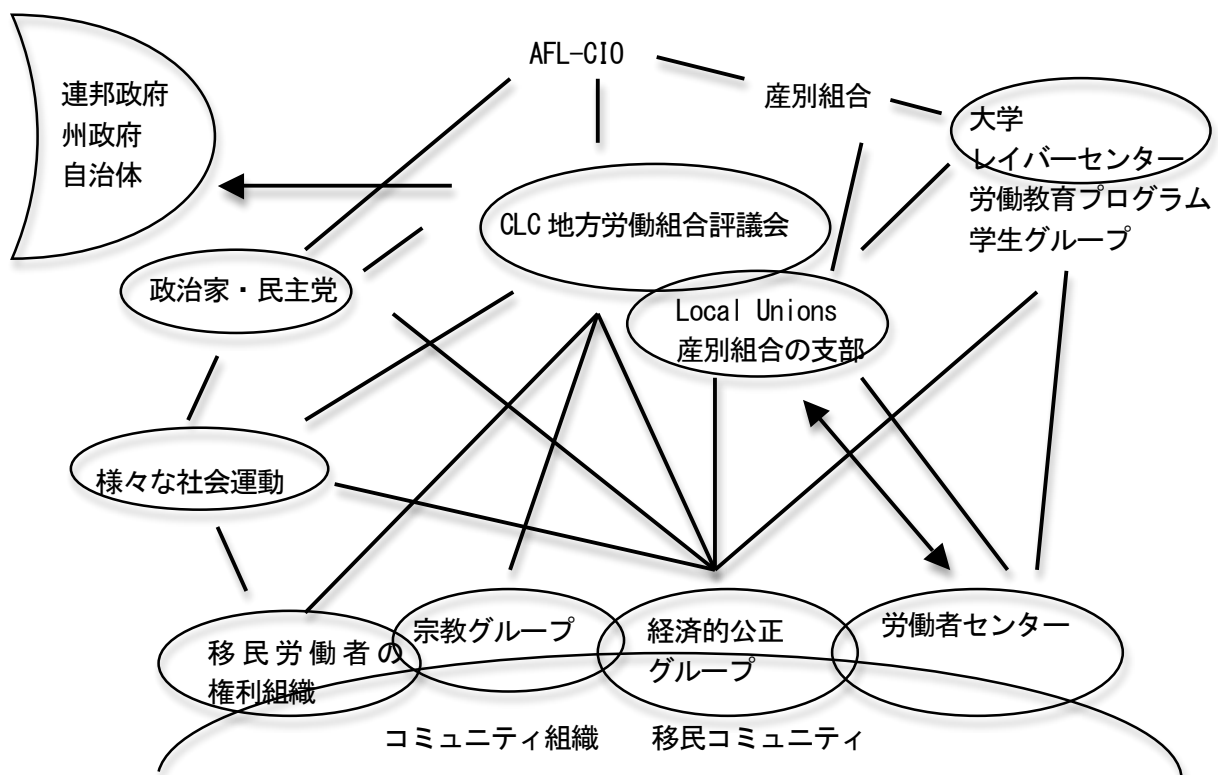 AFL-CIO
産別組合
連邦政府
州政府
自治体
大学
レイバーセンター
労働教育プログラム
学生グループ
CLC 地方労働組合評議会
政治家・民主党
Local Unions
産別組合の支部
様々な社会運動
移民労働者の
権利組織
宗教グループ
経済的公正
グループ
労働者センター
コミュニティ組織
移民コミュニティ